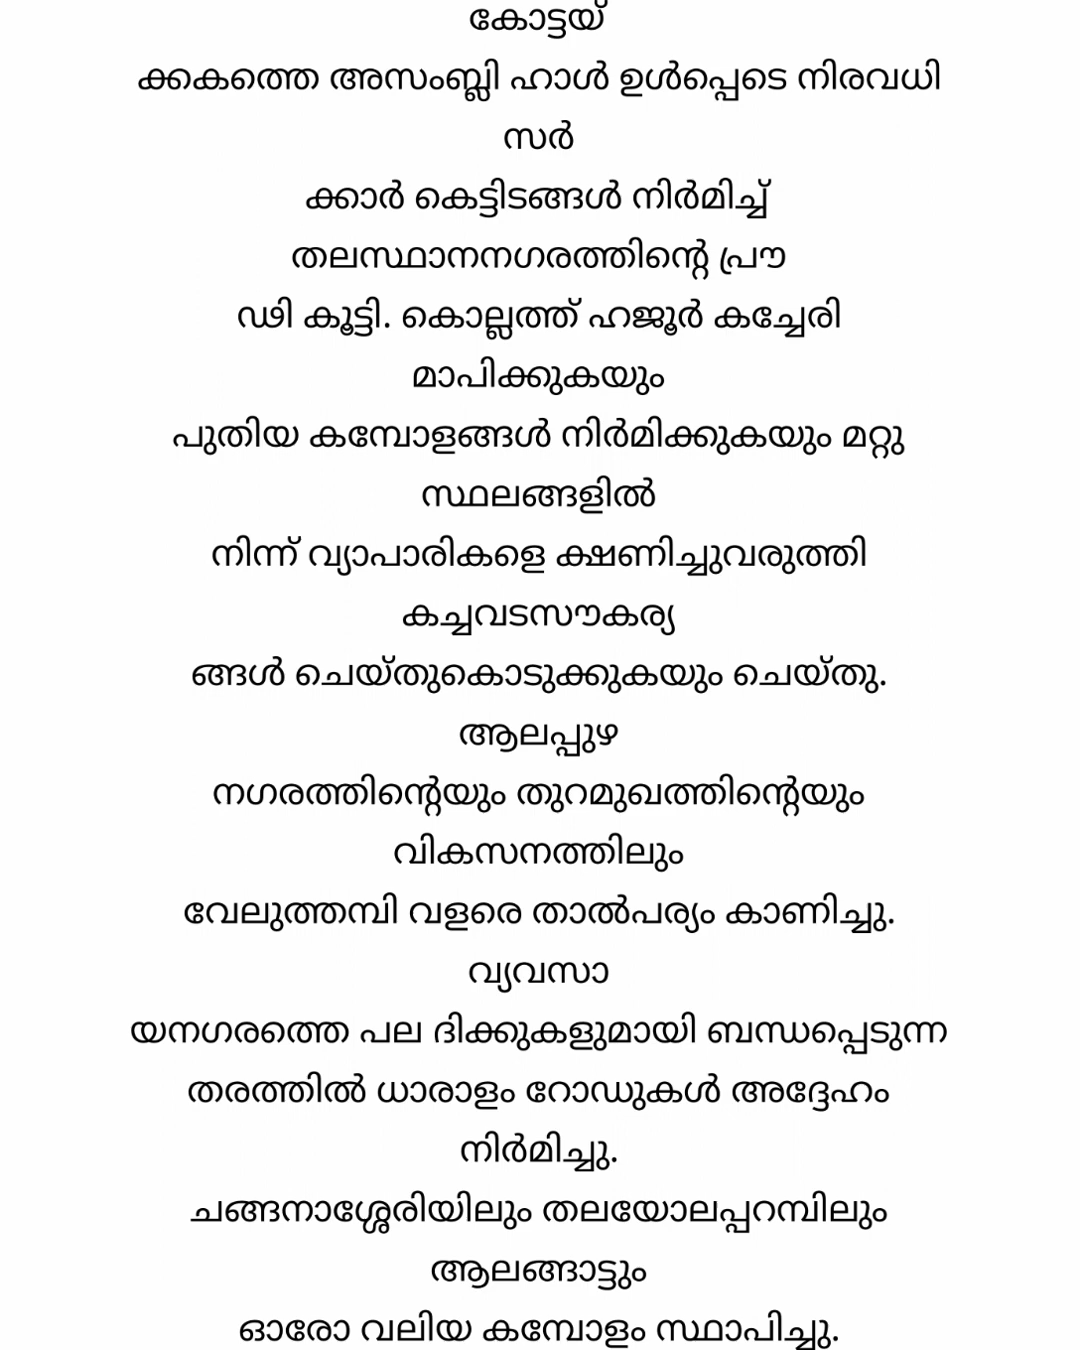 കോട്ടയ്
ക്കകത്തെ അസംബ്ലി ഹാൾ ഉൾപ്പെടെ നിരവധി
സർ
ക്കാർ കെട്ടിടങ്ങൾ നിർമിച്ച്
തലസ്ഥാനനഗരത്തിന്റെ പ്രൗ
ഢി കൂട്ടി. കൊല്ലത്ത് ഹജൂർ കച്ചേരി
മാപിക്കുകയും
പുതിയ കമ്പോളങ്ങൾ നിർമിക്കുകയും മറ്റു
സ്ഥലങ്ങളിൽ
നിന്ന് വ്യാപാരികളെ ക്ഷണിച്ചുവരുത്തി
കച്ചവടസൗകര്യ
ങ്ങൾ ചെയ്തുകൊടുക്കുകയും ചെയ്തു.
ആലപ്പുഴ
നഗരത്തിന്റെയും തുറമുഖത്തിന്റെയും
വികസനത്തിലും
വേലുത്തമ്പി വളരെ താൽപര്യം കാണിച്ചു.
വ്യവസാ
യനഗരത്തെ പല ദിക്കുകളുമായി ബന്ധപ്പെടുന്ന
തരത്തിൽ ധാരാളം റോഡുകൾ അദ്ദേഹം
നിർമിച്ചു.
ചങ്ങനാശ്ശേരിയിലും തലയോലപ്പറമ്പിലും
ആലങ്ങാട്ടും
ഓരോ വലിയ കമ്പോളം സ്ഥാപിച്ചു.